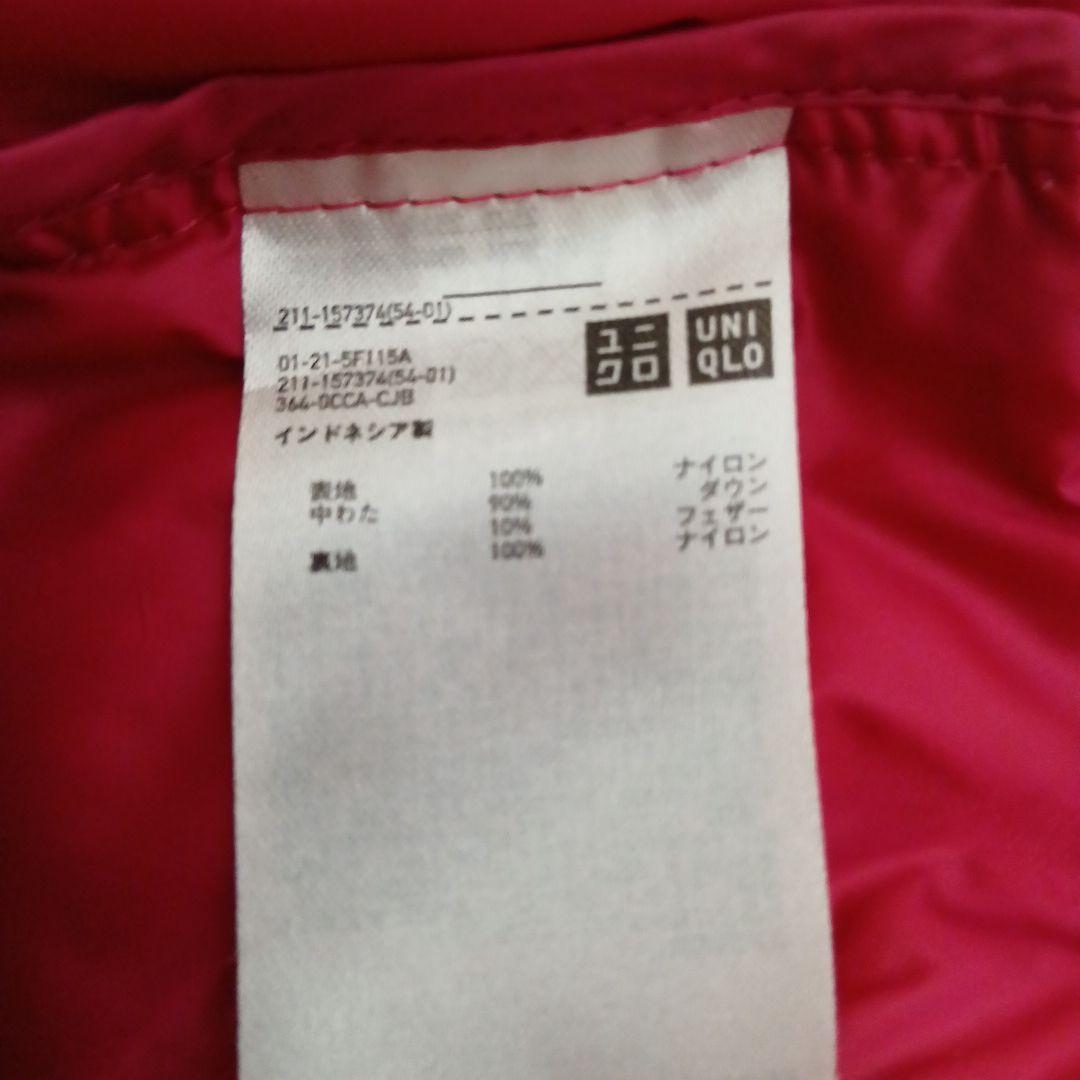 211-157374(54-01)
ユニクロ
UNIQLO
01-21-5F115A
211-157374(54-01)
364-0CCA-CJB
インドネシア製
表地 100% ナイロン
中わた 90% ダウン
10% フェザー
裏地 100% ナイロン